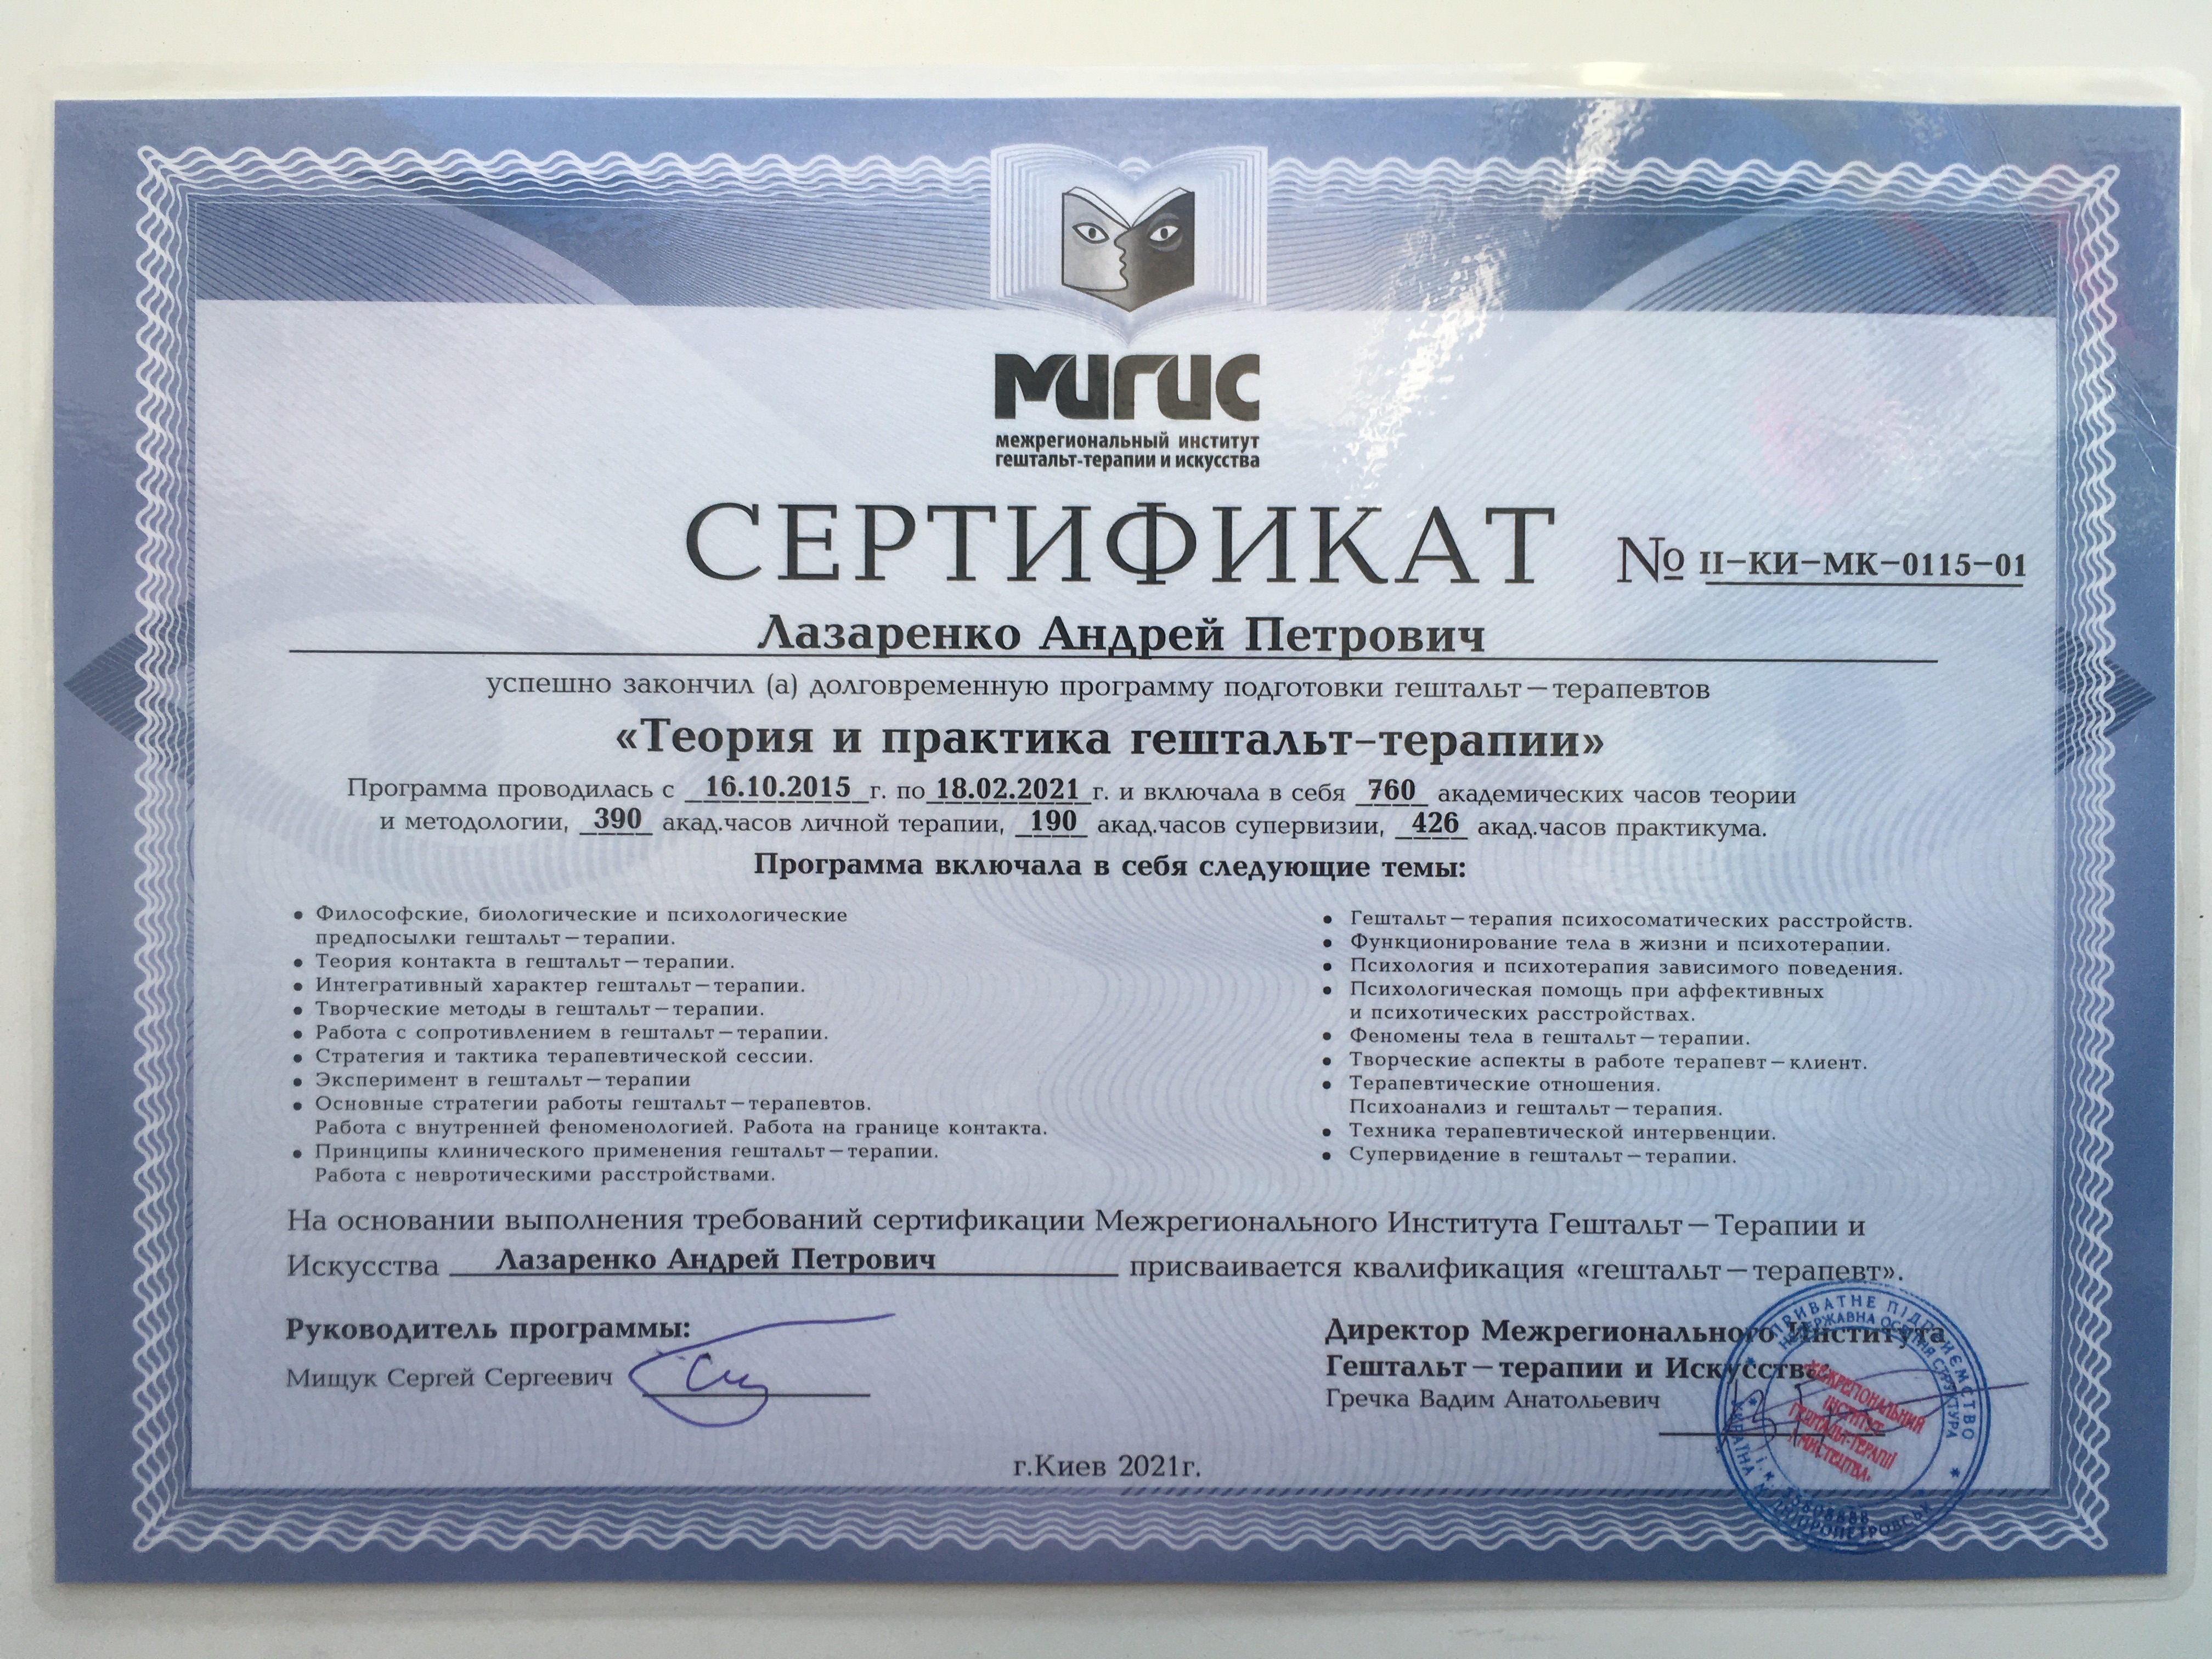 МИГИС
межрегиональный институт
гештальт-терапии и искусства
СЕРТИФИКАТ № II-КИ-МК-0115-01
Лазаренко Андрей Петрович
успешно закончил (а) долговременную программу подготовки гештальт-терапевтов
«Теория и практика гештальт-терапии»
Программа проводилась с 16.10.2015 г. по 18.02.2021 г. и включала в себя 760 академических часов теории
и методологии, 390 акад.часов личной терапии, 190 акад.часов супервизии, 426 акад.часов практикума.
Программа включала в себя следующие темы:
• Философские, биологические и психологические
предпосылки гештальт-терапии.
• Теория контакта в гештальт-терапии.
• Интегративный характер гештальт-терапии.
• Творческие методы в гештальт-терапии.
• Работа с сопротивлением в гештальт-терапии.
• Стратегия и тактика терапевтической сессии.
• Эксперимент в гештальт-терапии
• Основные стратегии работы гештальт-терапевтов.
Работа с внутренней феноменологией. Работа на границе контакта.
• Принципы клинического применения гештальт-терапии.
Работа с невротическими расстройствами.
• Гештальт-терапия психосоматических расстройств.
• Функционирование тела в жизни и психотерапии.
• Психология и психотерапия зависимого поведения.
• Психологическая помощь при аффективных
и психотических расстройствах.
• Феномены тела в гештальт-терапии.
• Творческие аспекты в работе терапевт-клиент.
• Терапевтические отношения.
Психоанализ и гештальт-терапия.
• Техника терапевтической интервенции.
• Супервидение в гештальт-терапии.
На основании выполнения требований сертификации Межрегионального Института Гештальт-Терапии и
Искусства Лазаренко Андрей Петрович присваивается квалификация «гештальт-терапевт».
Руководитель программы:
Мищук Сергей Сергеевич
Директор Межрегионального Института
Гештальт-терапии и Искусства
Гречка Вадим Анатольевич
ПРИВАТНЕ ПІДПРИЄМСТВО
НЕДЕРЖАВНА ОСВІТНЯ СТРУКТУРА
МЕЖРЕГІОНАЛЬНИЙ
ІНСТИТУТ
ГЕШТАЛЬТ-ТЕРАПІЇ
І МИСТЕЦТВА
г.Киев 2021г.